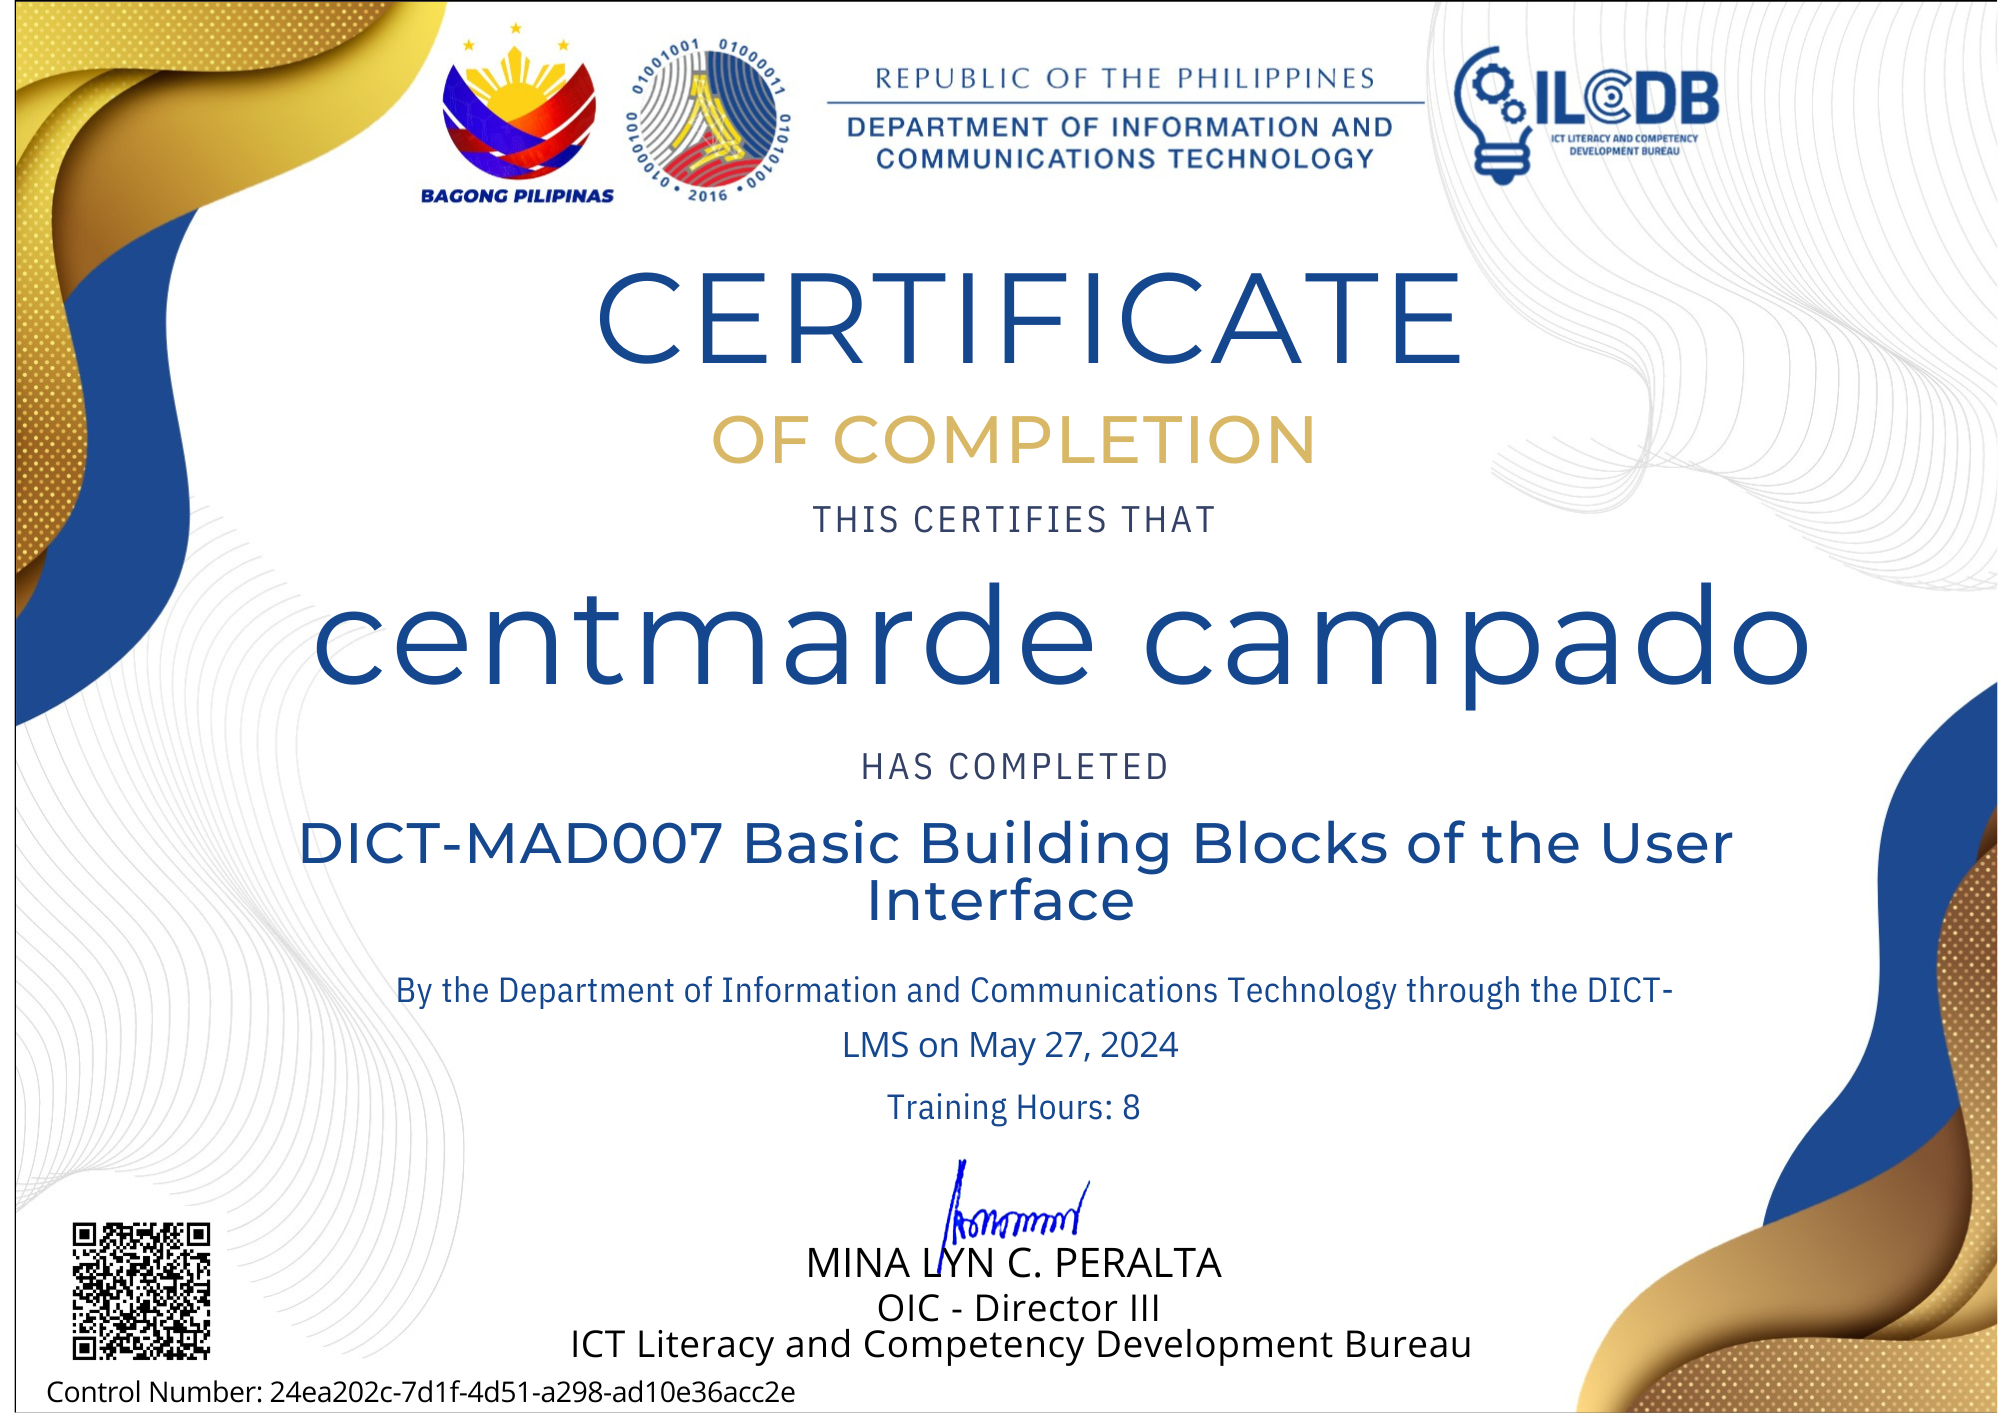 BAGONG PILIPINAS
01001001 01000011 01010100 01000100 • 2016 •
REPUBLIC OF THE PHILIPPINES
DEPARTMENT OF INFORMATION AND
COMMUNICATIONS TECHNOLOGY
ILCDB
ICT LITERACY AND COMPETENCY
DEVELOPMENT BUREAU
CERTIFICATE
OF COMPLETION
THIS CERTIFIES THAT
centmarde campado
HAS COMPLETED
DICT-MAD007 Basic Building Blocks of the User
Interface
By the Department of Information and Communications Technology through the DICT-
LMS on May 27, 2024
Training Hours: 8
MINA LYN C. PERALTA
OIC - Director III
ICT Literacy and Competency Development Bureau
Control Number: 24ea202c-7d1f-4d51-a298-ad10e36acc2e